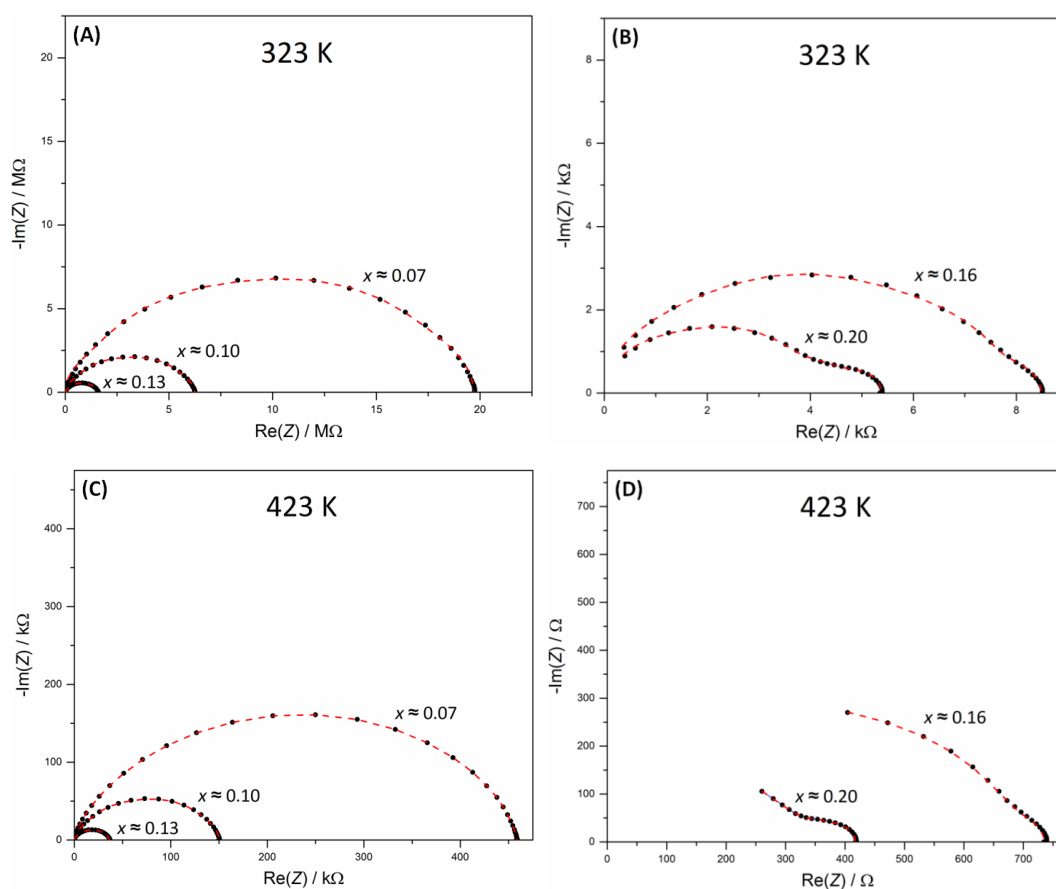 (A)
323 K
20
15
10
5
0
0
5
10
15
20
-Im(Z) / MΩ
Re(Z) / MΩ
x ≈ 0.07
x ≈ 0.10
x ≈ 0.13
(B)
323 K
8
6
4
2
0
0
2
4
6
8
-Im(Z) / kΩ
Re(Z) / kΩ
x ≈ 0.16
x ≈ 0.20
(C)
423 K
400
300
200
100
0
0
100
200
300
400
-Im(Z) / kΩ
Re(Z) / kΩ
x ≈ 0.07
x ≈ 0.10
x ≈ 0.13
(D)
423 K
700
600
500
400
300
200
100
0
0
100
200
300
400
500
600
700
-Im(Z) / Ω
Re(Z) / Ω
x ≈ 0.16
x ≈ 0.20